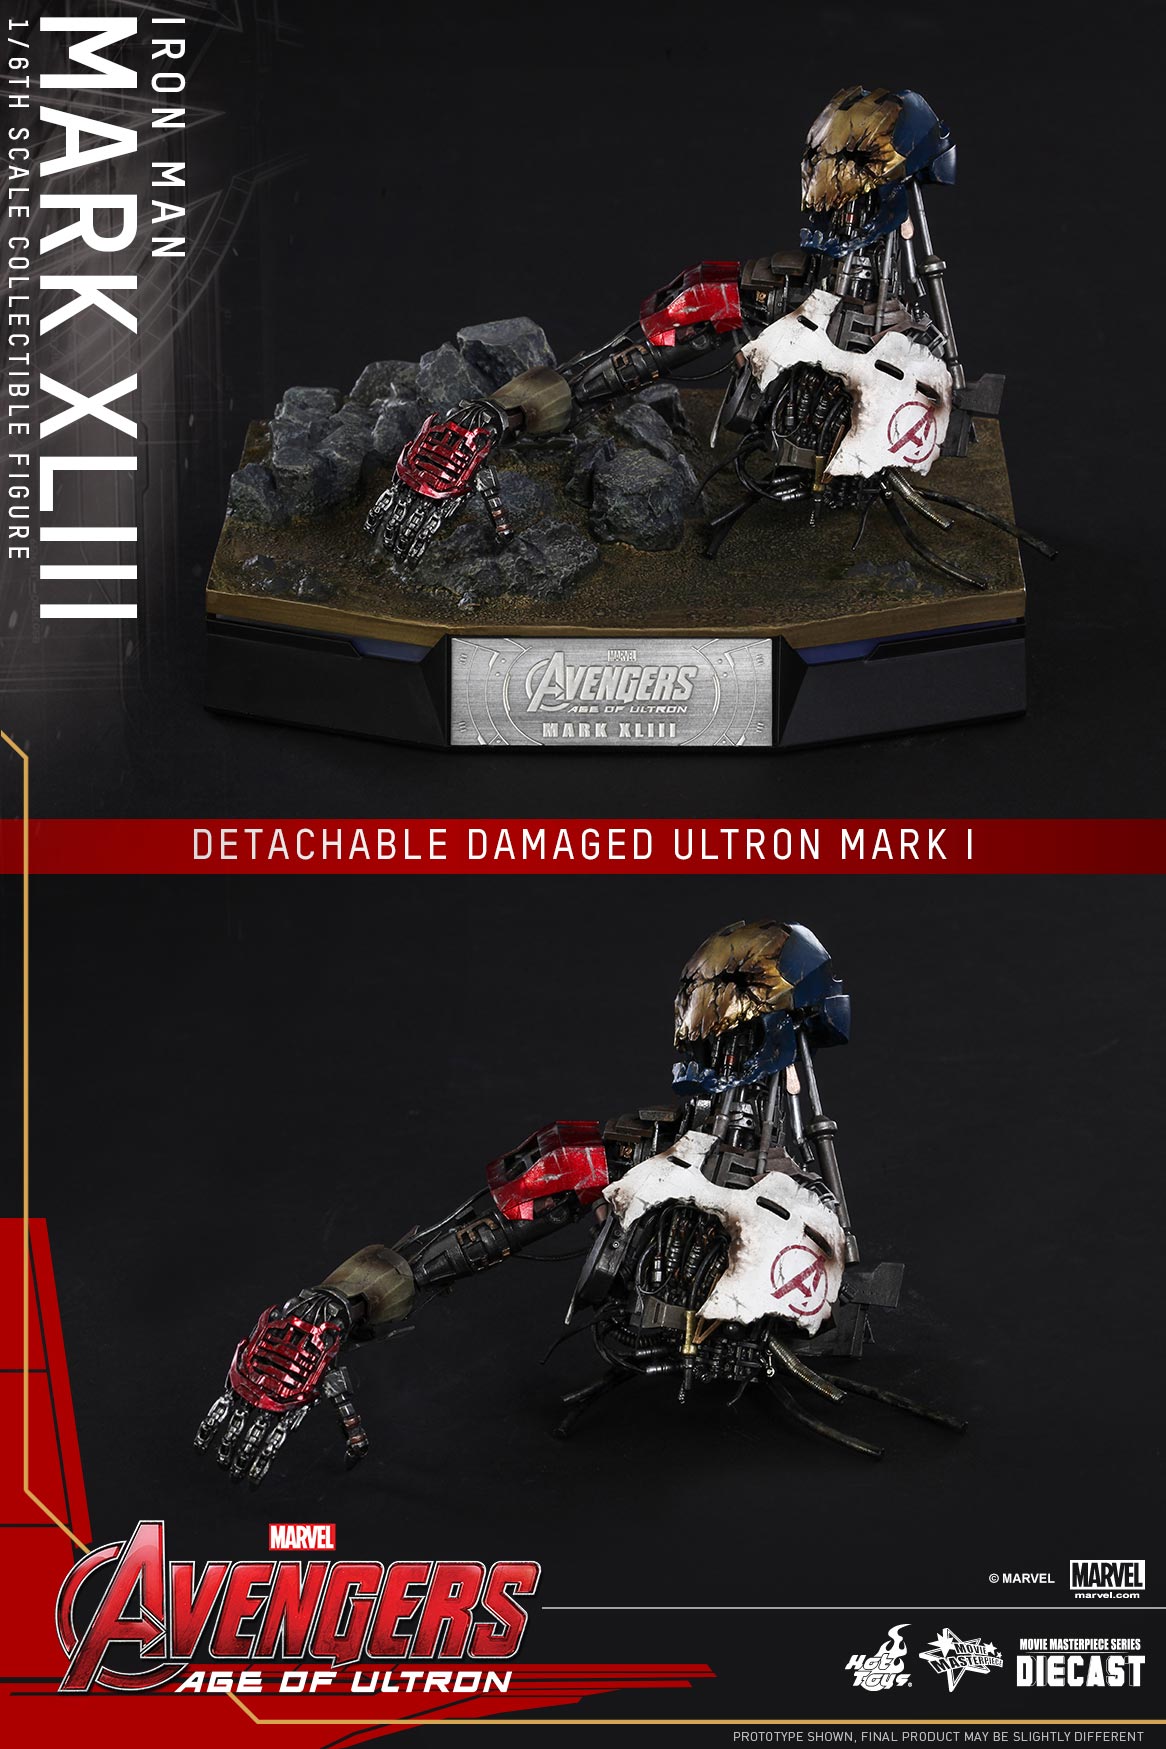 IRON MAN
MARK XLIII
1/6TH SCALE COLLECTIBLE FIGURE
A
MARVEL
AVENGERS
AGE OF ULTRON
MARK XLIII
DETACHABLE DAMAGED ULTRON MARK I
A
MARVEL
AVENGERS
AGE OF ULTRON
© MARVEL
MARVEL
marvel.com
Hot Toys®
MOVIE MASTERPIECE
MOVIE MASTERPIECE SERIES
DIECAST
PROTOTYPE SHOWN, FINAL PRODUCT MAY BE SLIGHTLY DIFFERENT